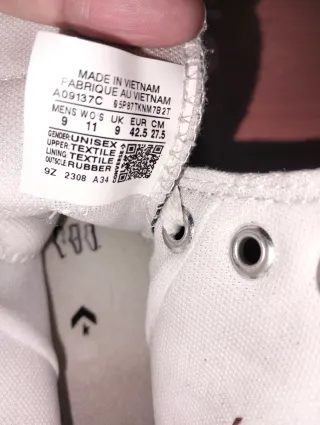 MADE IN VIETNAM
FABRIQUE AU VIETNAM
A09137C 65P87TKNM7B2T
MENS WO'S UK EUR CM
9 11 9 42.5 27.5
GENDER:UNISEX
UPPER:TEXTILE
LINING:TEXTILE
OUTSOLE:RUBBER
9Z 2308 A34